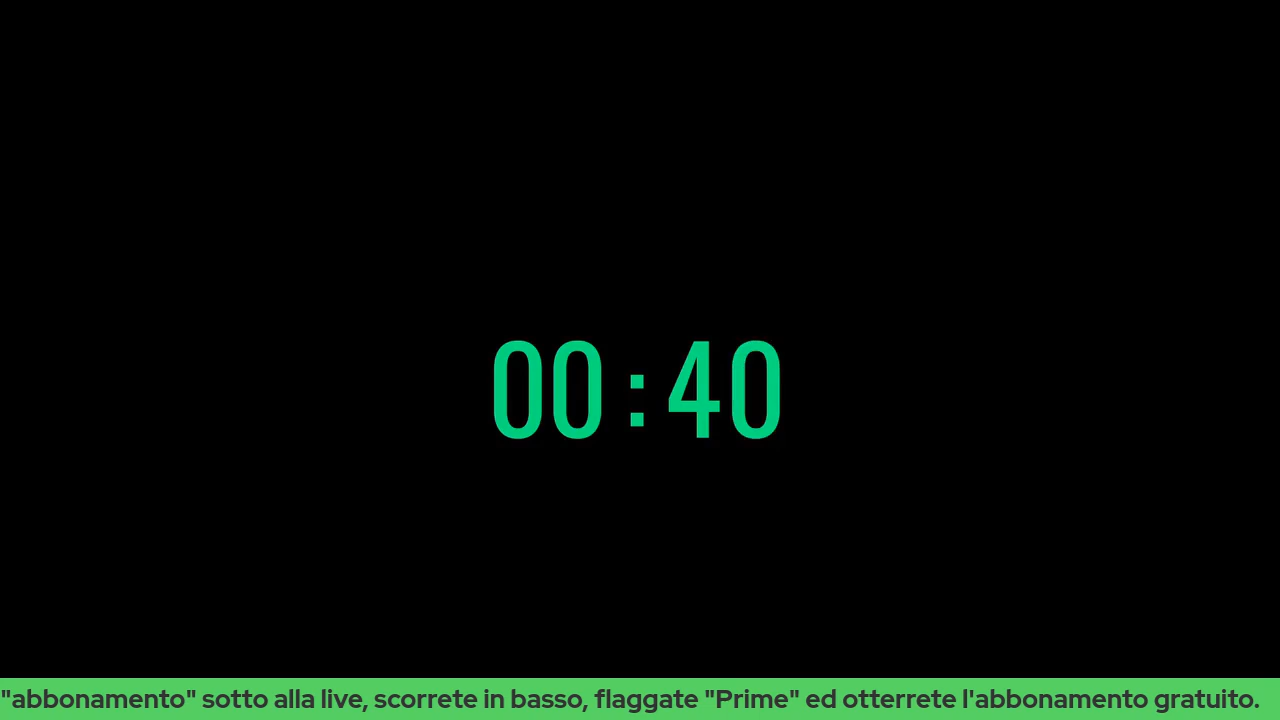 00:40
"abbonamento" sotto alla live, scorrete in basso, flaggate "Prime" ed otterrete l'abbonamento gratuito.